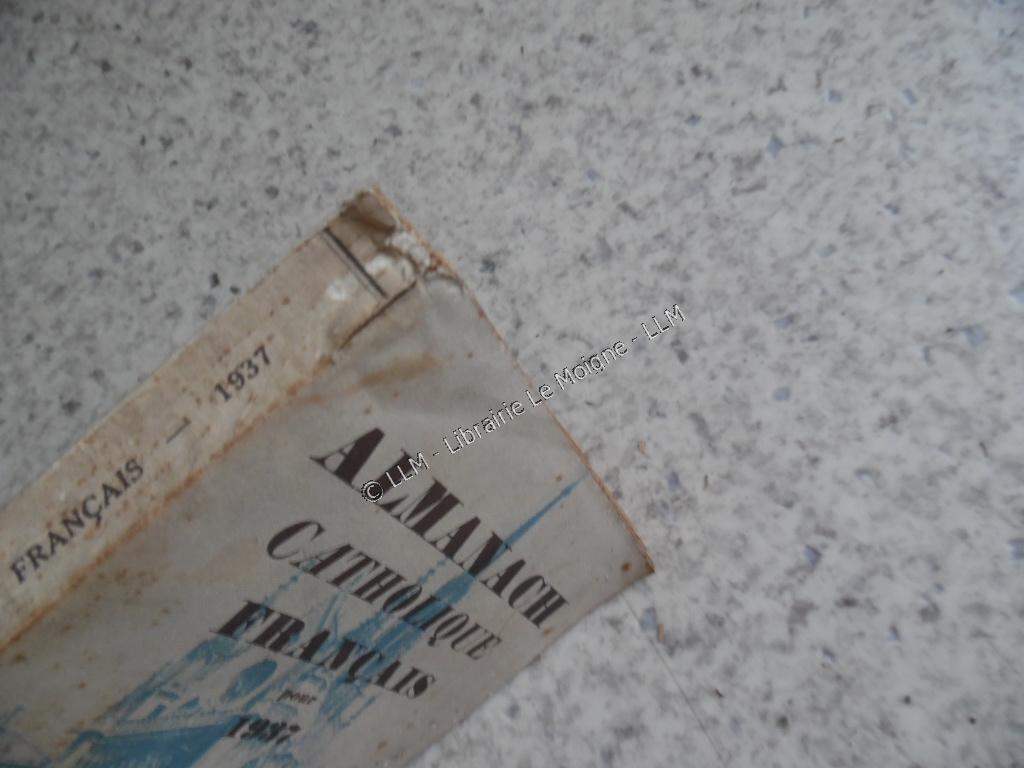 FRANÇAIS — 1937
ALMANACH
CATHOLIQUE
FRANÇAIS
pour
1937
© LLM - Librairie Le Moigne - LLM